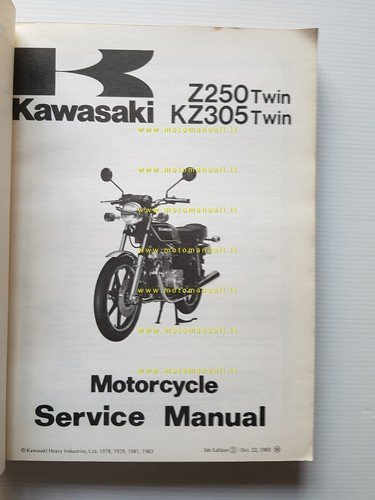 Kawasaki
Z250 Twin
KZ305 Twin
www.motomanuali.it
www.motomanuali.it
www.motomanuali.it
www.motomanuali.it
www.motomanuali.it
www.motomanuali.it
Motorcycle
Service Manual
© Kawasaki Heavy Industries, Ltd. 1978, 1979, 1981, 1983
5th Edition 2 Oct. 22, 1983